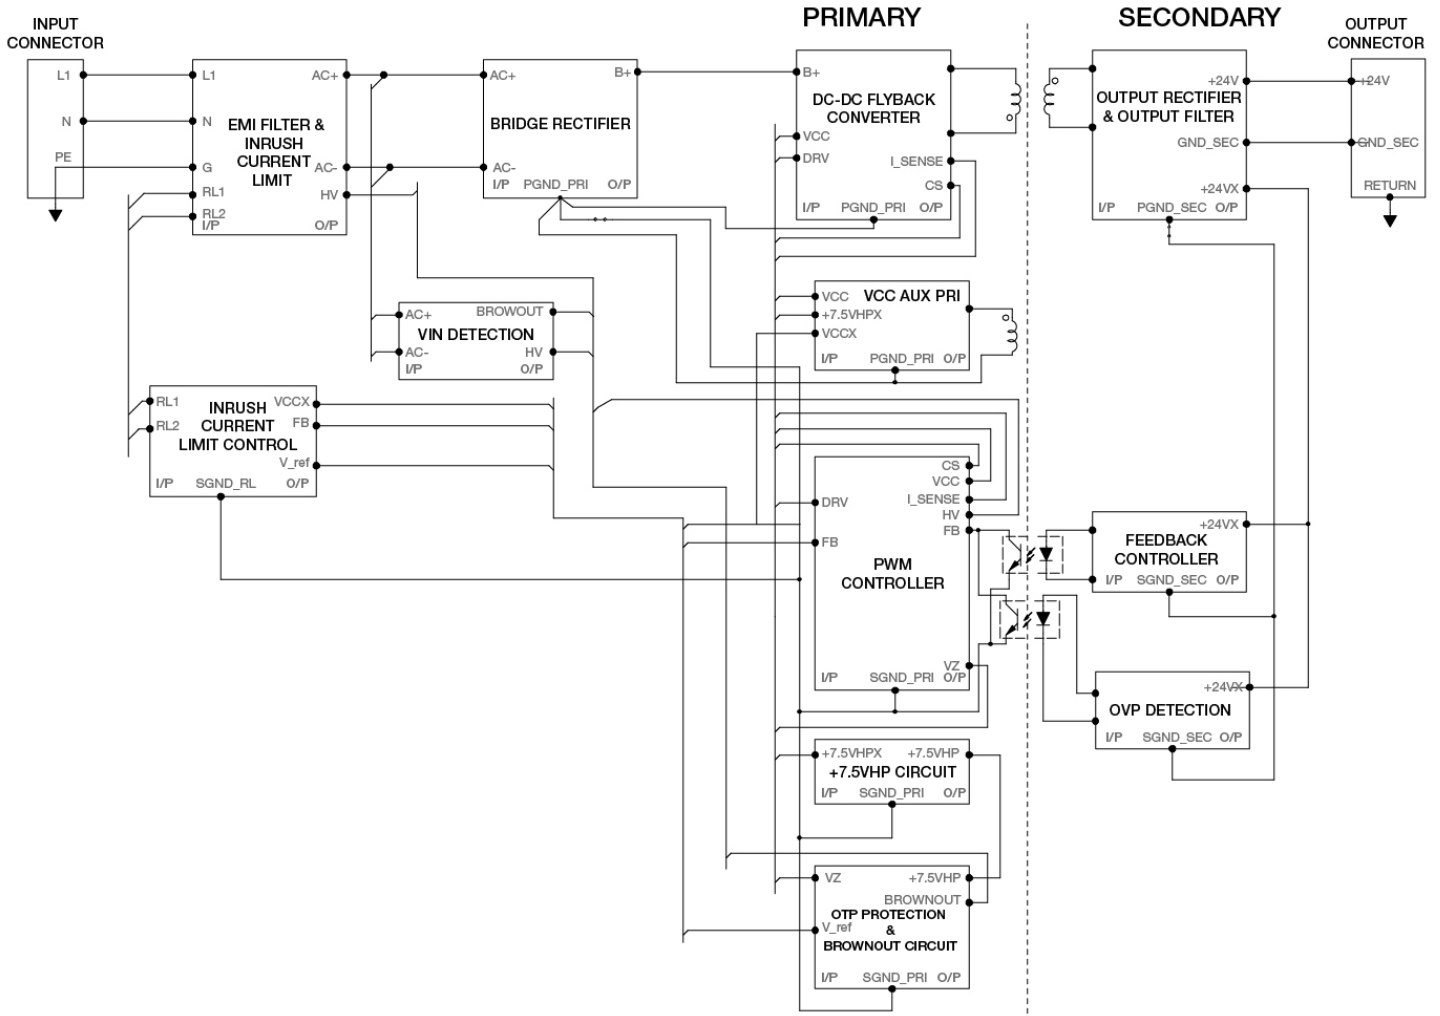 PRIMARY
SECONDARY
INPUT
CONNECTOR
L1
N
PE
L1
N
G
RL1
RL2
I/P
AC+
AC-
HV
O/P
EMI FILTER &
INRUSH
CURRENT
LIMIT
AC+
AC-
I/P
B+
BRIDGE RECTIFIER
PGND_PRI
O/P
B+
DC-DC FLYBACK
CONVERTER
VCC
DRV
I_SENSE
CS
I/P
PGND_PRI
O/P
OUTPUT RECTIFIER
& OUTPUT FILTER
+24V
GND_SEC
+24VX
I/P
PGND_SEC
O/P
OUTPUT
CONNECTOR
+24V
GND_SEC
RETURN
AC+
BROWOUT
VIN DETECTION
AC-
HV
I/P
O/P
VCC
VCC AUX PRI
+7.5VHPX
VCCX
I/P
PGND_PRI
O/P
RL1
RL2
INRUSH
CURRENT
LIMIT CONTROL
VCCX
FB
V_ref
I/P
SGND_RL
O/P
CS
VCC
I_SENSE
HV
FB
DRV
FB
PWM
CONTROLLER
VZ
I/P
SGND_PRI
O/P
+24VX
FEEDBACK
CONTROLLER
I/P
SGND_SEC
O/P
+24VX
OVP DETECTION
I/P
SGND_SEC
O/P
+7.5VHPX
+7.5VHP
+7.5VHP CIRCUIT
I/P
SGND_PRI
O/P
VZ
+7.5VHP
BROWNOUT
OTP PROTECTION
&
BROWNOUT CIRCUIT
V_ref
I/P
SGND_PRI
O/P